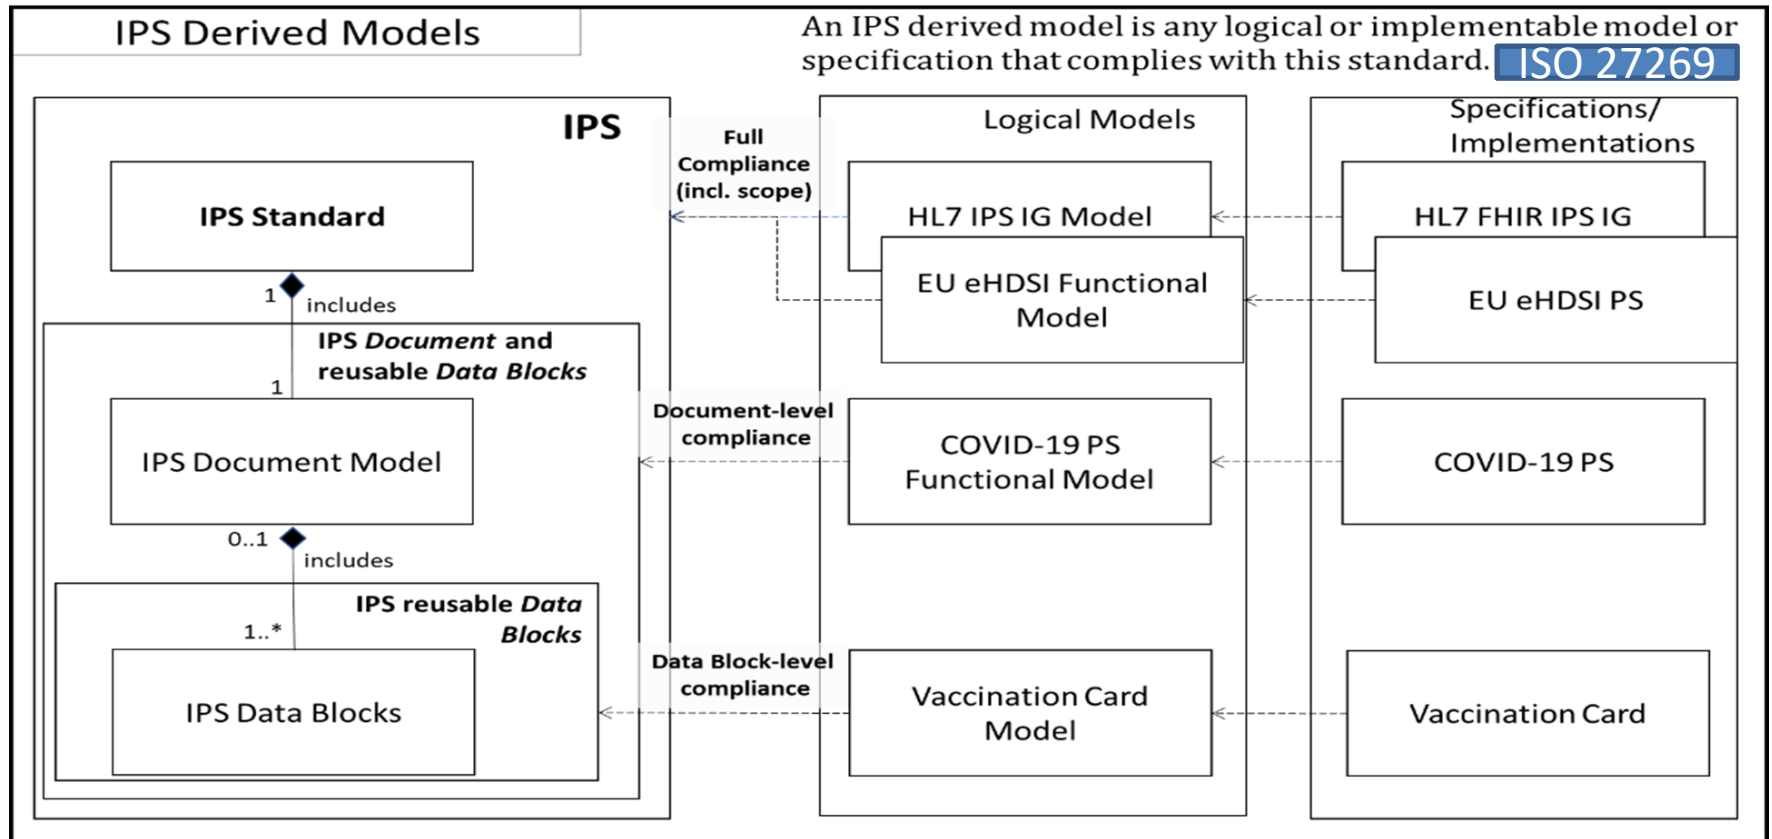 IPS Derived Models
An IPS derived model is any logical or implementable model or
specification that complies with this standard. ISO 27269
IPS
Full
Compliance
(incl. scope)
Logical Models
Specifications/
Implementations
IPS Standard
HL7 IPS IG Model
HL7 FHIR IPS IG
EU eHDSI Functional
Model
EU eHDSI PS
1
includes
IPS Document and
reusable Data Blocks
1
IPS Document Model
Document-level
compliance
COVID-19 PS
Functional Model
COVID-19 PS
0..1
includes
IPS reusable Data
Blocks
1..*
IPS Data Blocks
Data Block-level
compliance
Vaccination Card
Model
Vaccination Card